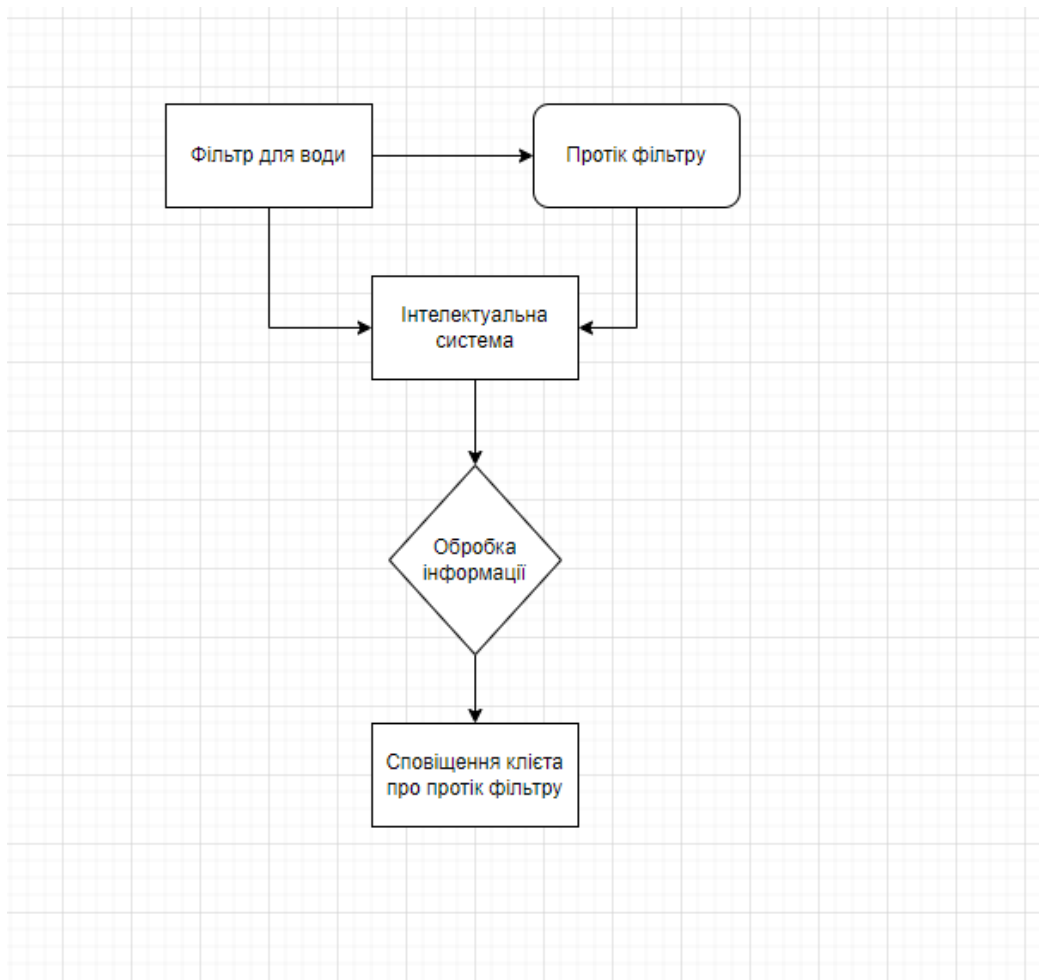 Фільтр для води
Протік фільтру
Інтелектуальна
система
Обробка
інформації
Сповіщення клієта
про протік фільтру